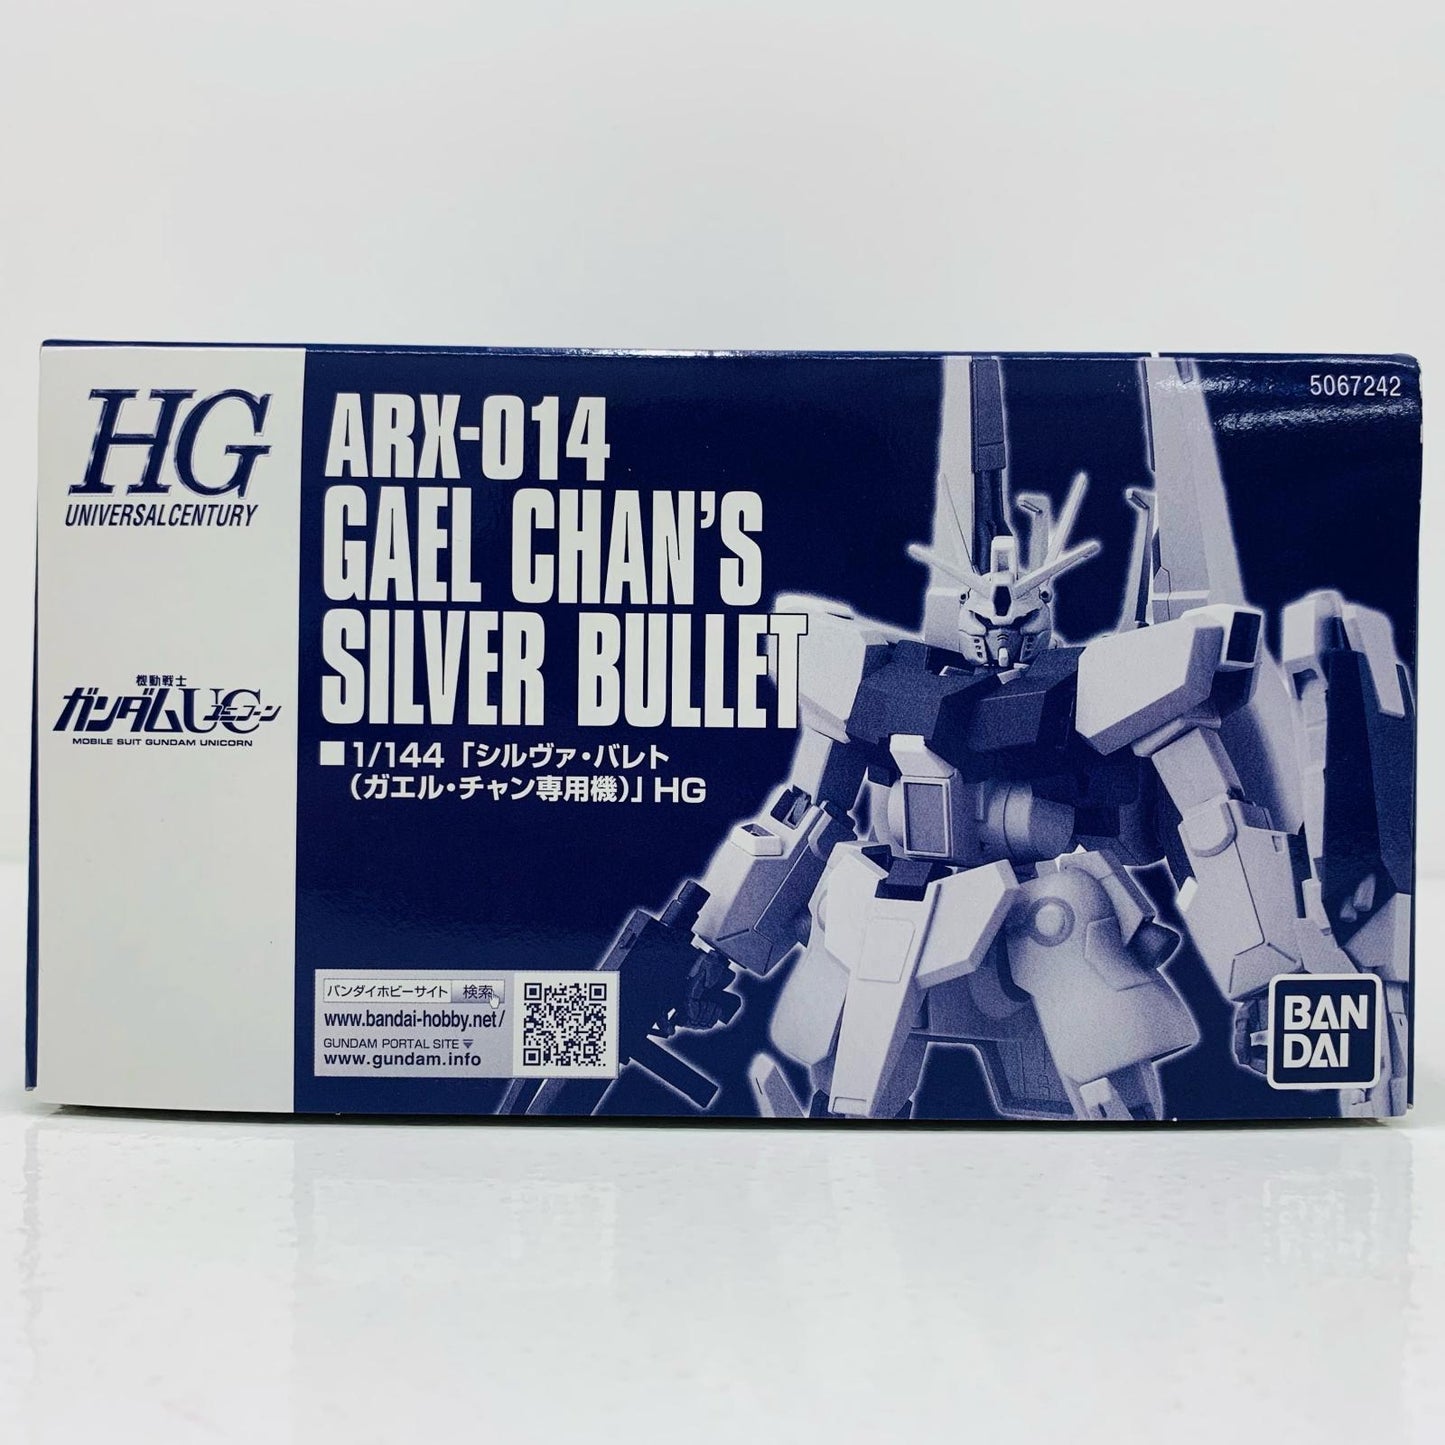 HG
UNIVERSAL CENTURY
機動戦士
ガンダムUC
ユニコーン
MOBILE SUIT GUNDAM UNICORN
ARX-014
GAEL CHAN'S
SILVER BULLET
■1/144「シルヴァ・バレト
(ガエル・チャン専用機)」HG
5067242
バンダイホビーサイト 検索
www.bandai-hobby.net/
GUNDAM PORTAL SITE▼
www.gundam.info
BAN
DAI